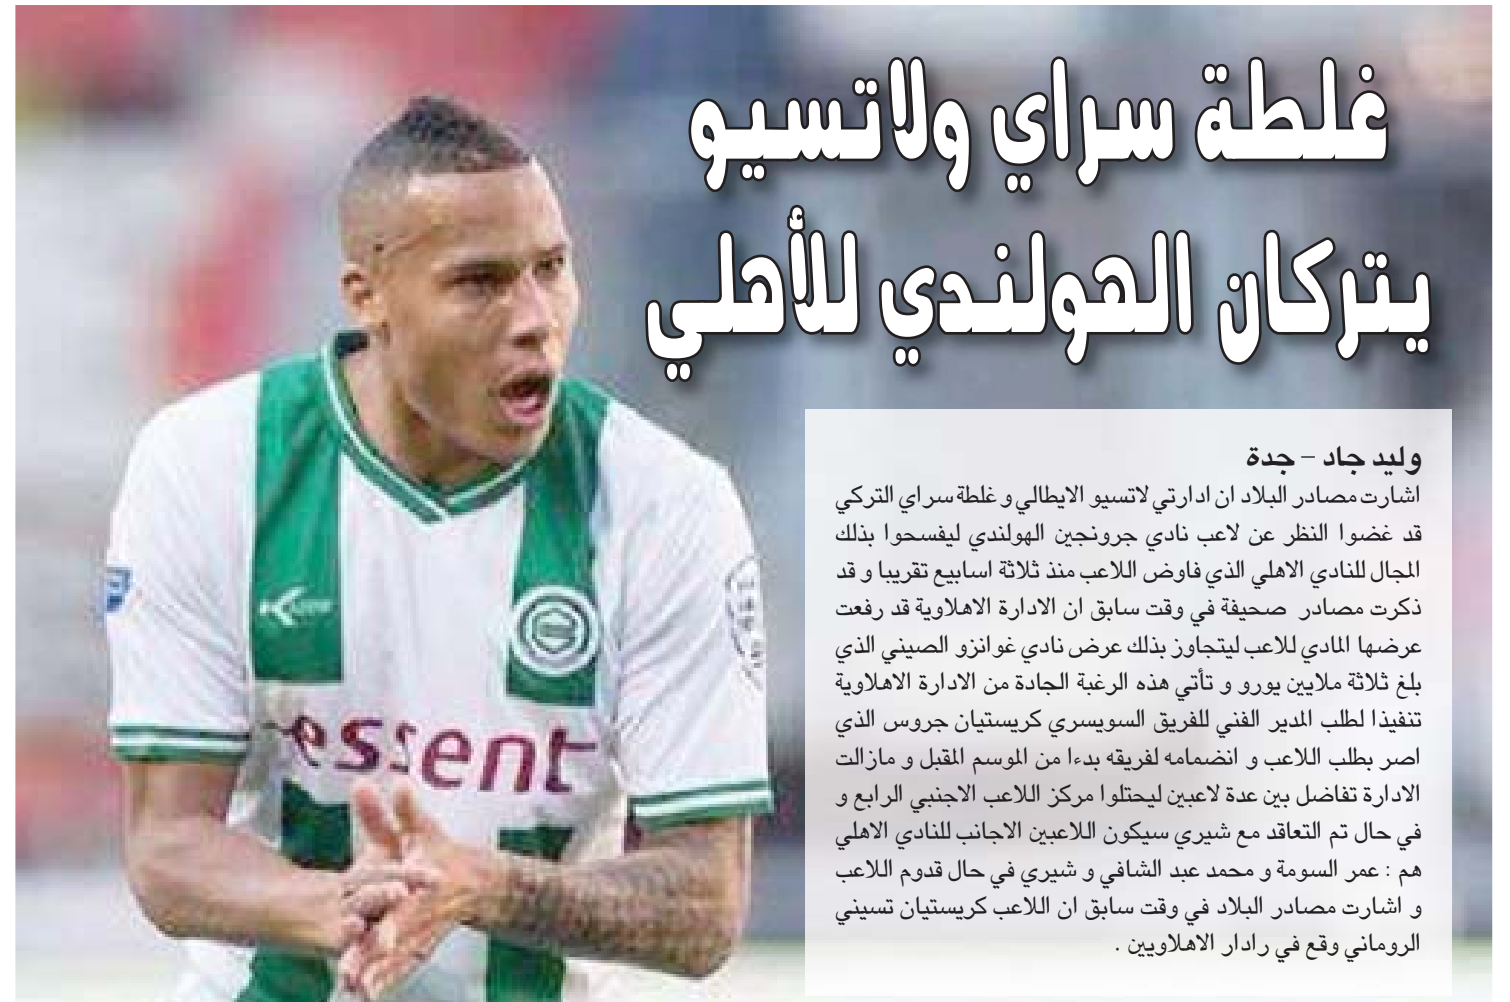 غلطة سراي ولاتسيو
يتركان الهولندي للأهلي
وليد جاد - جدة
اشارت مصادر البلاد ان ادارتي لاتسيو الايطالي و غلطة سراي التركي
قد غضوا النظر عن لاعب نادي جرونجين الهولندي ليفسحوا بذلك
المجال للنادي الاهلي الذي فاوض اللاعب منذ ثلاثة اسابيع تقريبا و قد
ذكرت مصادر صحيفة في وقت سابق ان الادارة الاهلاوية قد رفعت
عرضها المادي للاعب ليتجاوز بذلك عرض نادي غوانزو الصيني الذي
بلغ ثلاثة ملايين يورو و تأتي هذه الرغبة الجادة من الادارة الاهلاوية
تنفيذا لطلب المدير الفني للفريق السويسري كريستيان جروس الذي
اصر بطلب اللاعب و انضمامه لفريقه بدءا من الموسم المقبل و مازالت
الادارة تفاضل بين عدة لاعبين ليحتلوا مركز اللاعب الاجنبي الرابع و
في حال تم التعاقد مع شيري سيكون اللاعبين الاجانب للنادي الاهلي
هم : عمر السومة و محمد عبد الشافي و شيري في حال قدوم اللاعب
و اشارت مصادر البلاد في وقت سابق ان اللاعب كريستيان تسيني
الروماني وقع في رادار الاهلاويين .
essent